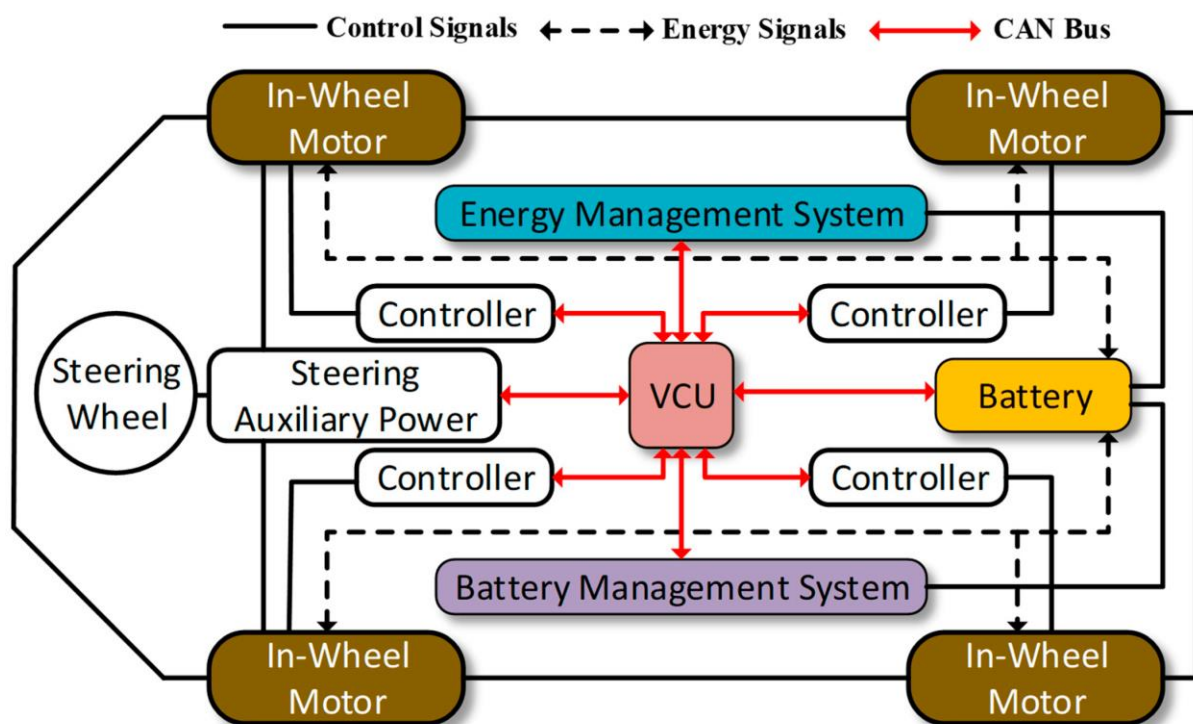 Control Signals
Energy Signals
CAN Bus
In-Wheel
Motor
In-Wheel
Motor
Energy Management System
Controller
Controller
Steering
Wheel
Steering
Auxiliary Power
VCU
Battery
Controller
Controller
Battery Management System
In-Wheel
Motor
In-Wheel
Motor